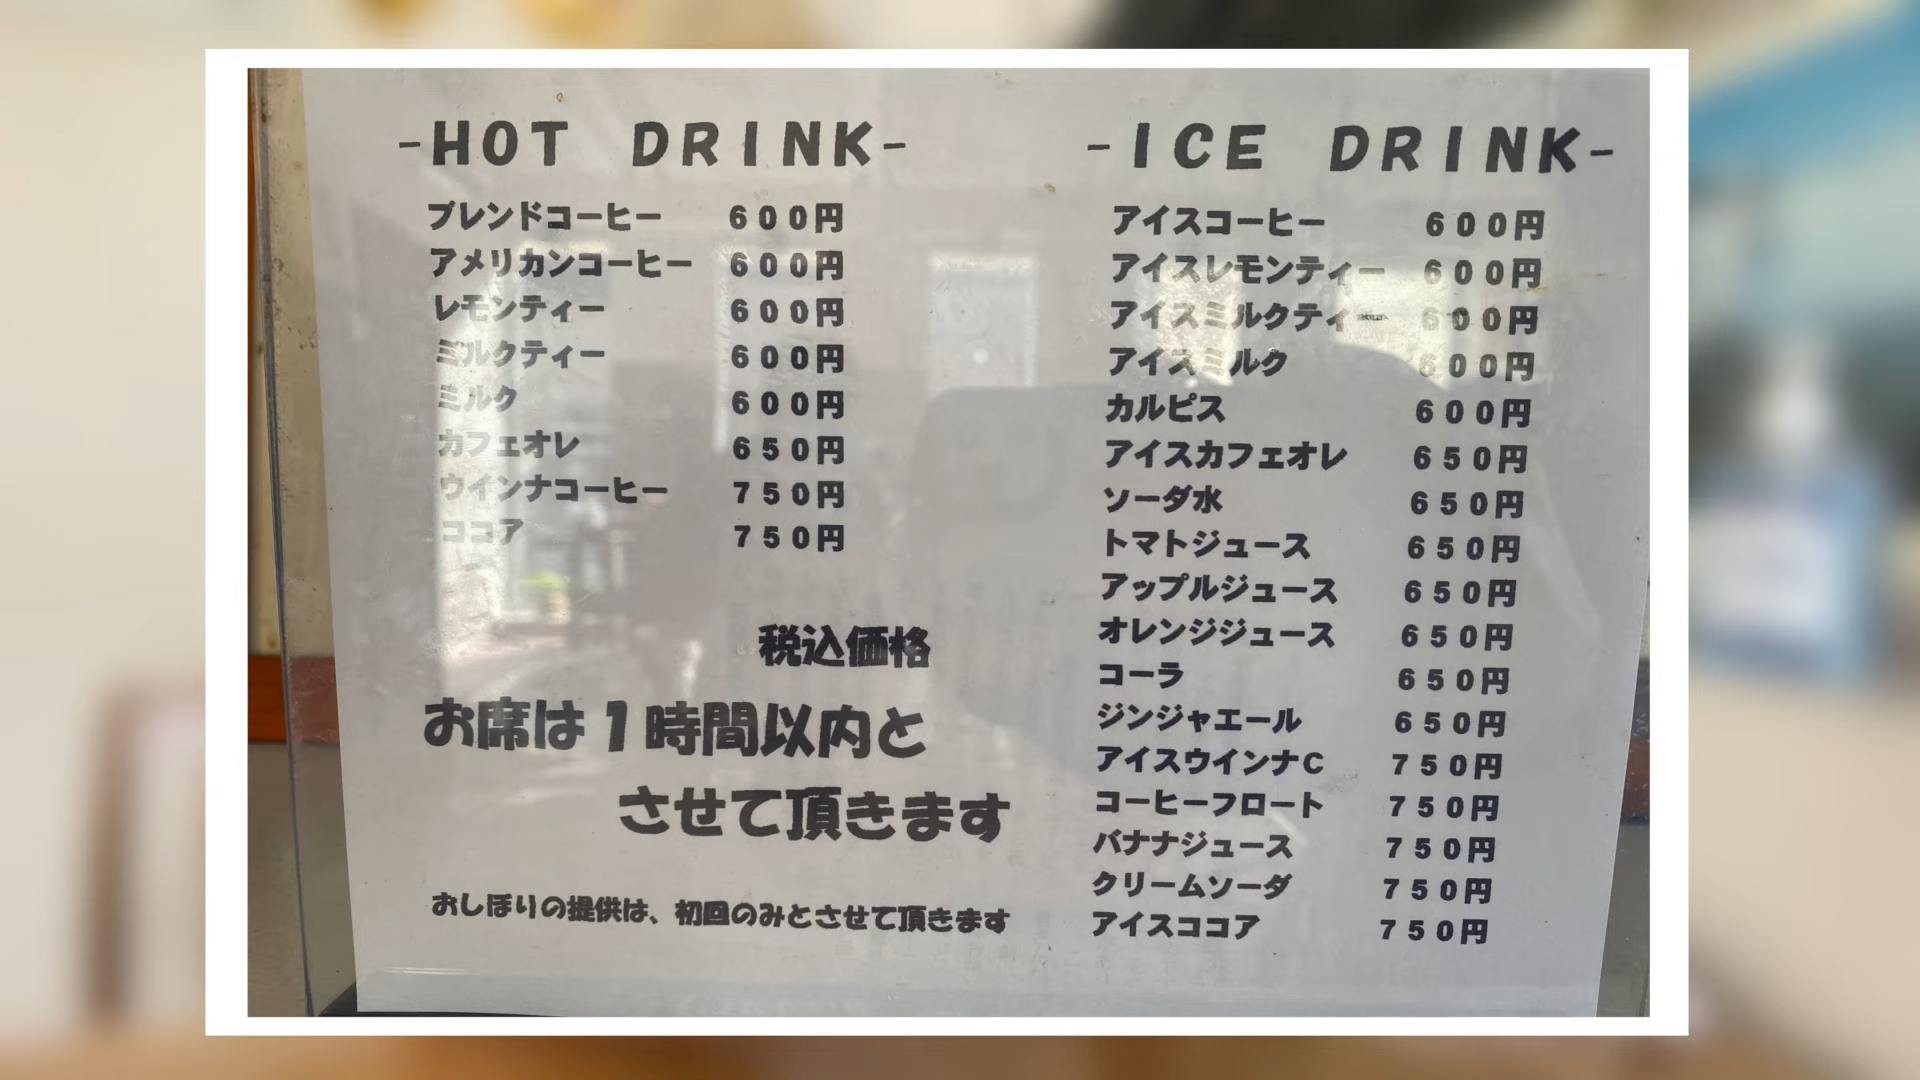 -HOT DRINK-
ブレンドコーヒー 600円
アメリカンコーヒー 600円
レモンティー 600円
ミルクティー 600円
ミルク 600円
カフェオレ 650円
ウインナコーヒー 750円
ココア 750円
税込価格
お席は1時間以内と
させて頂きます
おしぼりの提供は、初回のみとさせて頂きます
-ICE DRINK-
アイスコーヒー 600円
アイスレモンティー 600円
アイスミルクティー 600円
アイスミルク 600円
カルピス 600円
アイスカフェオレ 650円
ソーダ水 650円
トマトジュース 650円
アップルジュース 650円
オレンジジュース 650円
コーラ 650円
ジンジャエール 650円
アイスウインナC 750円
コーヒーフロート 750円
バナナジュース 750円
クリームソーダ 750円
アイスココア 750円